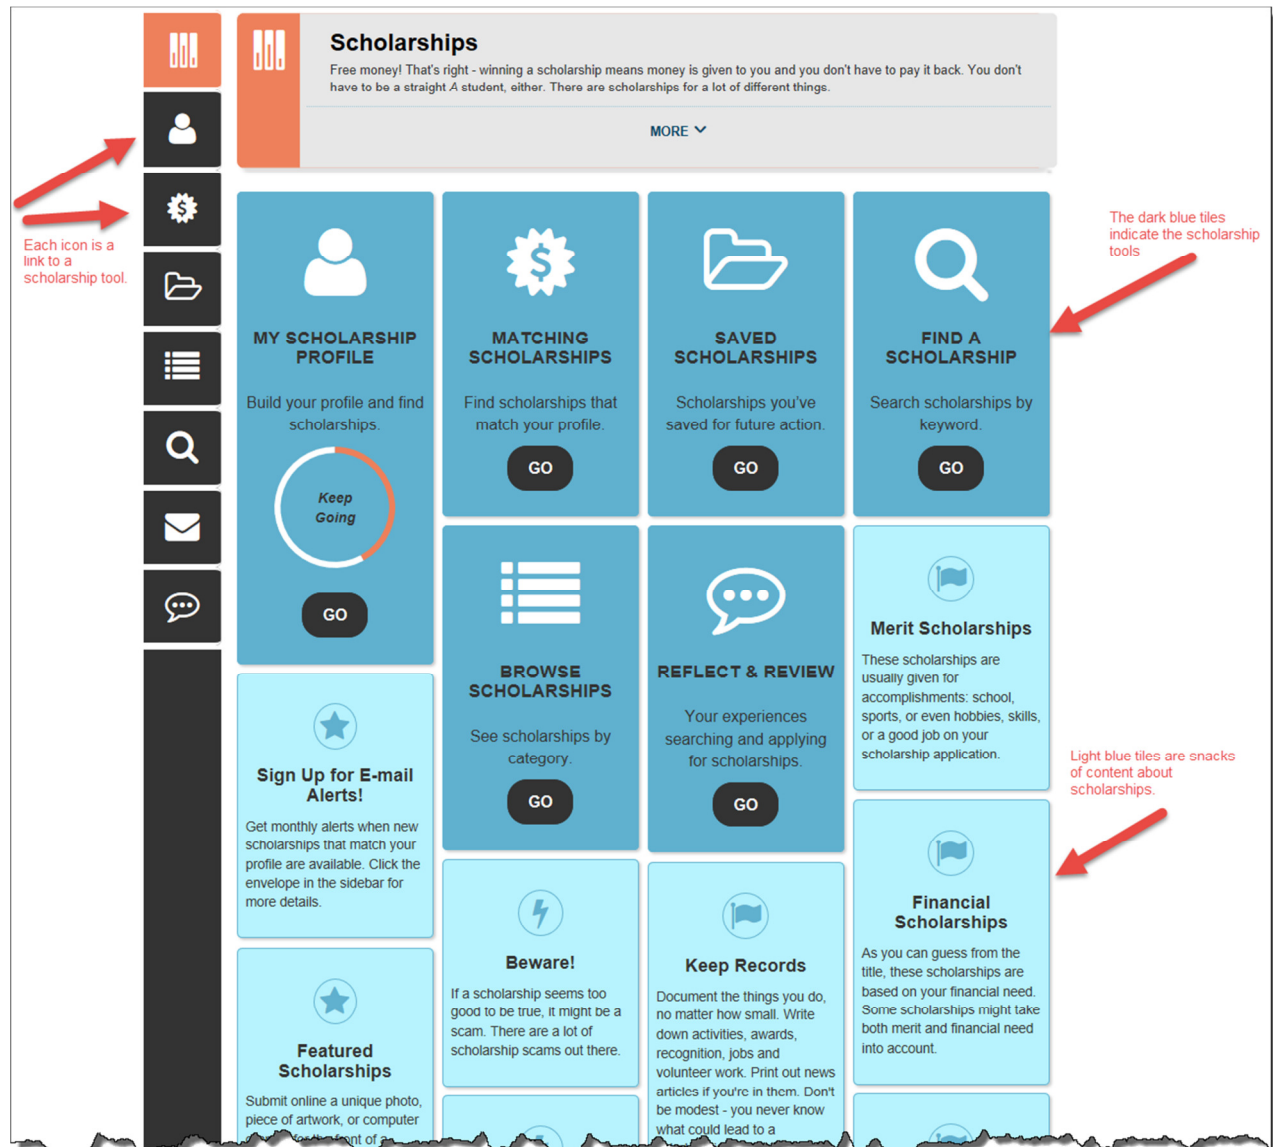 Scholarships
Free money! That's right - winning a scholarship means money is given to you and you don't have to pay it back. You don't
have to be a straight A student, either. There are scholarships for a lot of different things.
MORE
Each icon is a
link to a
scholarship tool.
The dark blue tiles
indicate the scholarship
tools
MY SCHOLARSHIP
PROFILE
Build your profile and find
scholarships.
Keep
Going
GO
MATCHING
SCHOLARSHIPS
Find scholarships that
match your profile.
GO
SAVED
SCHOLARSHIPS
Scholarships you've
saved for future action.
GO
FIND A
SCHOLARSHIP
Search scholarships by
keyword.
GO
BROWSE
SCHOLARSHIPS
See scholarships by
category.
GO
REFLECT & REVIEW
Your experiences
searching and applying
for scholarships.
GO
Merit Scholarships
These scholarships are
usually given for
accomplishments: school,
sports, or even hobbies, skills,
or a good job on your
scholarship application.
Light blue tiles are snacks
of content about
scholarships.
Sign Up for E-mail
Alerts!
Get monthly alerts when new
scholarships that match your
profile are available. Click the
envelope in the sidebar for
more details.
Beware!
If a scholarship seems too
good to be true, it might be a
scam. There are a lot of
scholarship scams out there.
Keep Records
Document the things you do,
no matter how small. Write
down activities, awards,
recognition, jobs and
volunteer work. Print out news
articles if you're in them. Don't
be modest - you never know
what could lead to a
Financial
Scholarships
As you can guess from the
title, these scholarships are
based on your financial need.
Some scholarships might take
both merit and financial need
into account.
Featured
Scholarships
Submit online a unique photo,
piece of artwork, or computer